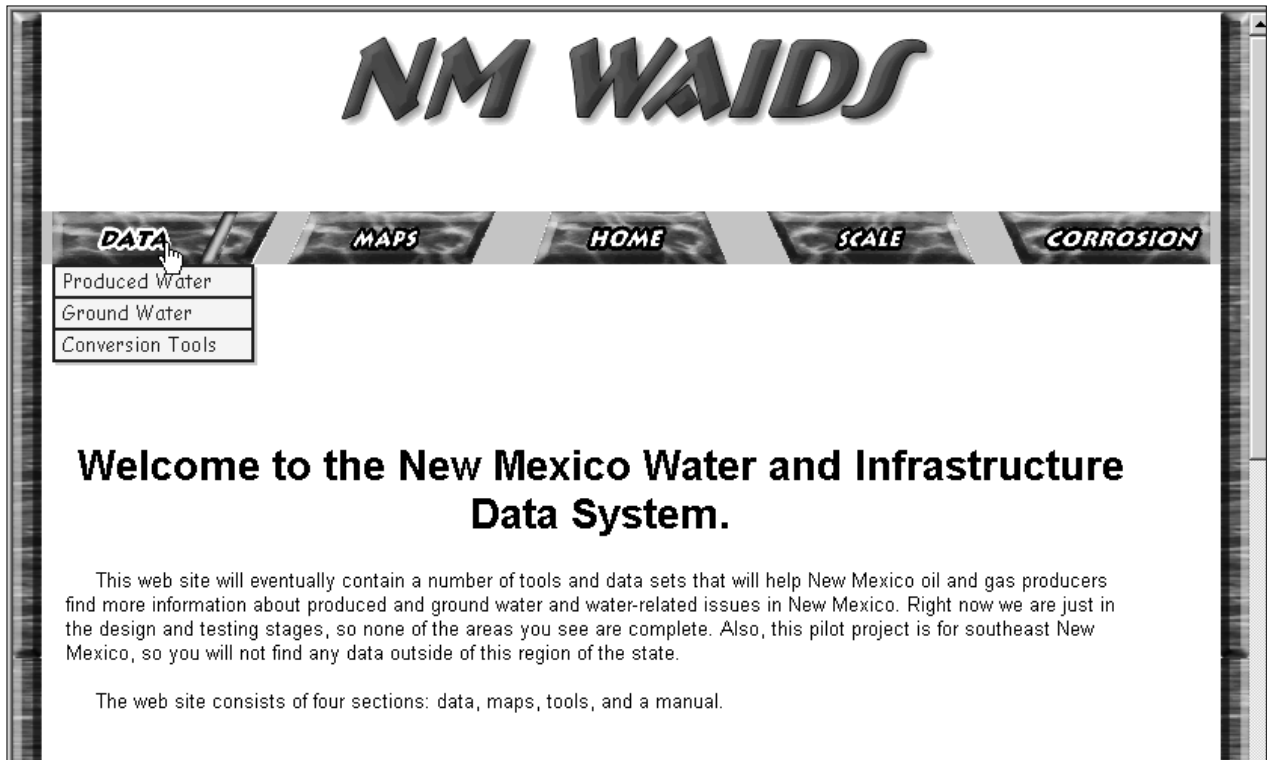 NM WAIDS
DATA MAPS HOME SCALE CORROSION
Produced Water
Ground Water
Conversion Tools
Welcome to the New Mexico Water and Infrastructure
Data System.
This web site will eventually contain a number of tools and data sets that will help New Mexico oil and gas producers
find more information about produced and ground water and water-related issues in New Mexico. Right now we are just in
the design and testing stages, so none of the areas you see are complete. Also, this pilot project is for southeast New
Mexico, so you will not find any data outside of this region of the state.
The web site consists of four sections: data, maps, tools, and a manual.